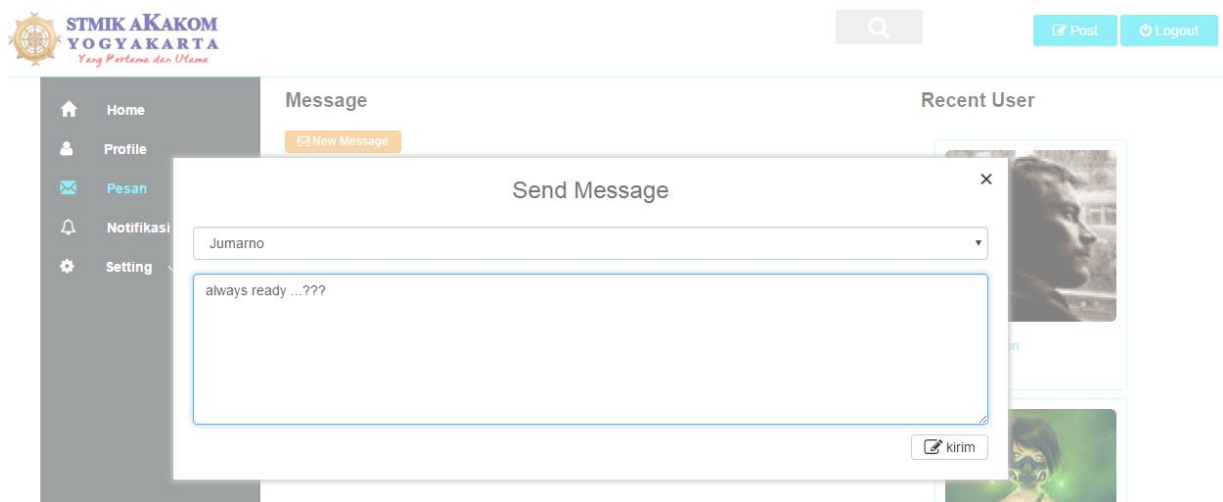 STMIK AKAKOM
YOGYAKARTA
Yang Pertama dan Utama
Post
Logout
Home
Profile
Pesan
Notifikasi
Setting
Message
New Message
Recent User
Send Message
×
Jumarno
always ready ...???
kirim